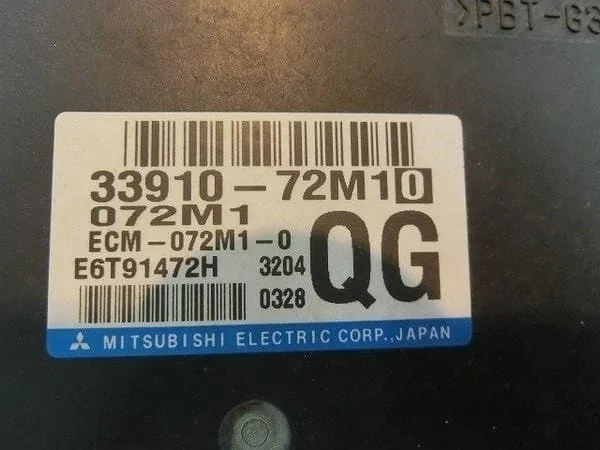 >PBT-G3
33910-72M10
072M1
ECM-072M1-0
QG
E6T91472H 3204
0328
MITSUBISHI ELECTRIC CORP., JAPAN